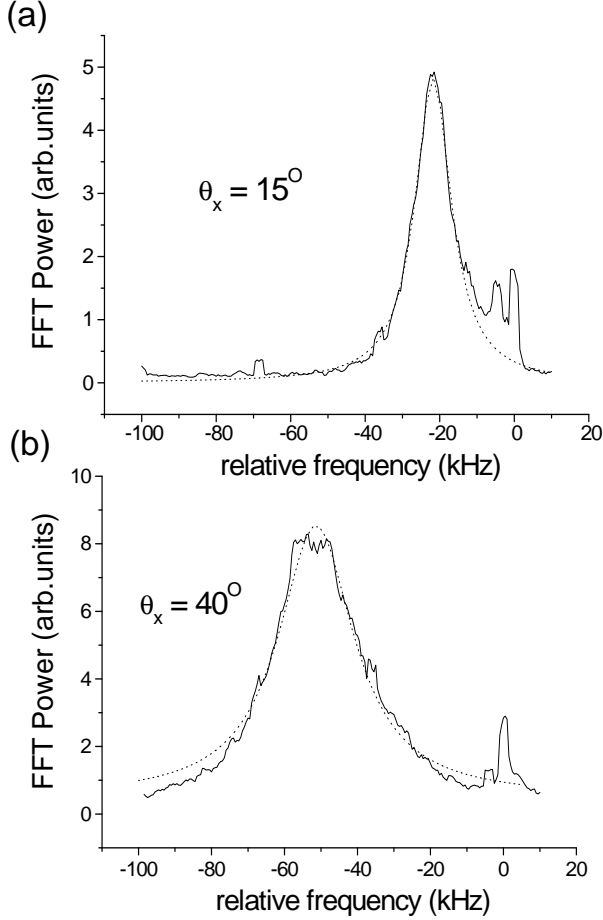 (a)
5
4
3
2
1
0
FFT Power (arb.units)
θx = 15O
-100 -80 -60 -40 -20 0 20
relative frequency (kHz)
(b)
10
8
6
4
2
0
FFT Power (arb.units)
θx = 40O
-100 -80 -60 -40 -20 0 20
relative frequency (kHz)